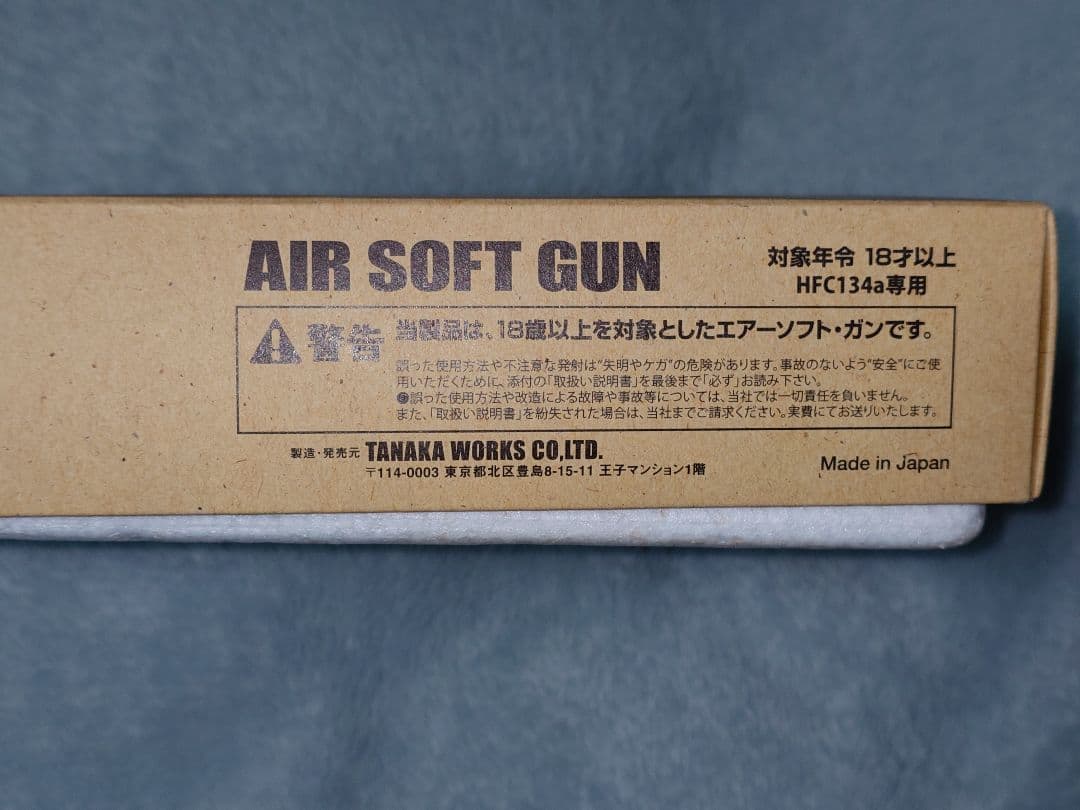 AIR SOFT GUN
対象年令 18才以上
HFC134a専用
警告
当製品は、18歳以上を対象としたエアーソフト・ガンです。
誤った使用方法や不注意な発射は"失明やケガ"の危険があります。事故のないよう"安全"にご使
用いただくために、添付の「取扱い説明書」を最後まで「必ず」お読み下さい。
●誤った使用方法や改造による故障や事故等については、当社では一切責任を負いません。
また、「取扱い説明書」を紛失された場合は、当社までご請求ください。実費にてお送りいたします。
製造・発売元 TANAKA WORKS CO,LTD.
〒114-0003 東京都北区豊島8-15-11 王子マンション1階
Made in Japan